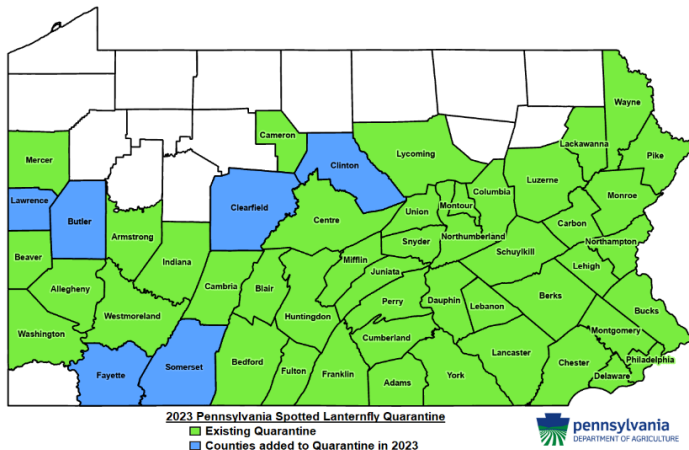 Wayne
Cameron
Lackawanna
Mercer
Clinton
Lycoming
Pike
Luzerne
Columbia
Lawrence
Monroe
Butler
Clearfield
Union
Montour
Centre
Carbon
Armstrong
Northumberland
Northampton
Snyder
Schuylkill
Beaver
Indiana
Mifflin
Lehigh
Juniata
Cambria
Blair
Allegheny
Perry
Dauphin
Lebanon
Berks
Bucks
Westmoreland
Huntingdon
Montgomery
Washington
Cumberland
Lancaster
Philadelphia
Bedford
Chester
Somerset
Fulton
Franklin
Fayette
Adams
York
Delaware
2023 Pennsylvania Spotted Lanternfly Quarantine
Existing Quarantine
Counties added to Quarantine in 2023
pennsylvania
DEPARTMENT OF AGRICULTURE